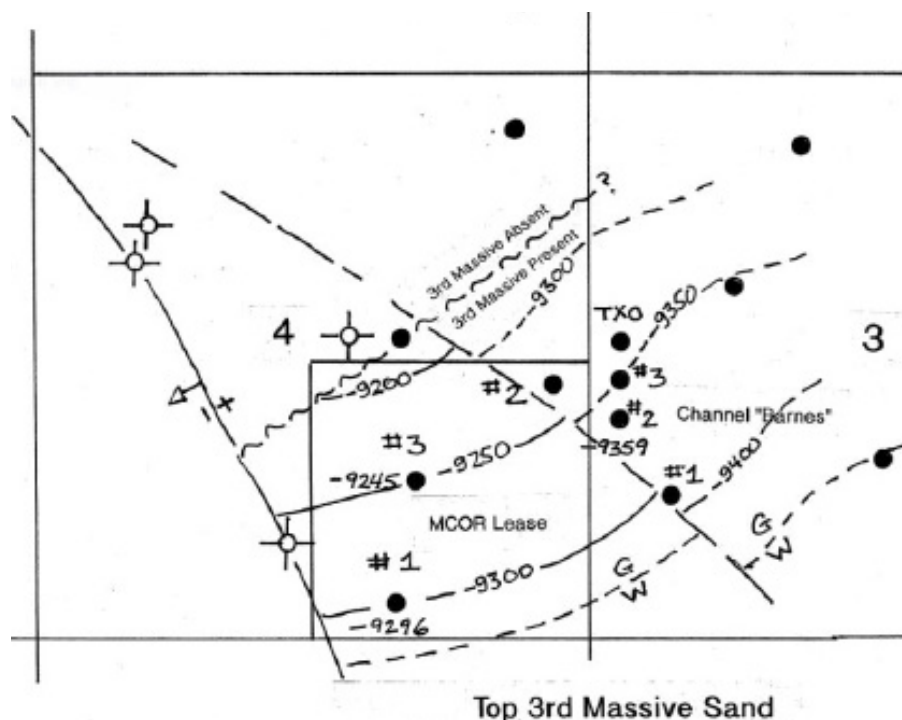 3rd Massive Absent
3rd Massive Present
?
-9300
-9350
TXO
4
3
-9200
#2
#3
#2
Channel "Barnes"
-9359
#3
-9250
-9400
-9245
#1
MCOR Lease
G
W
#1
-9300
G
W
-9296
+
-
Top 3rd Massive Sand